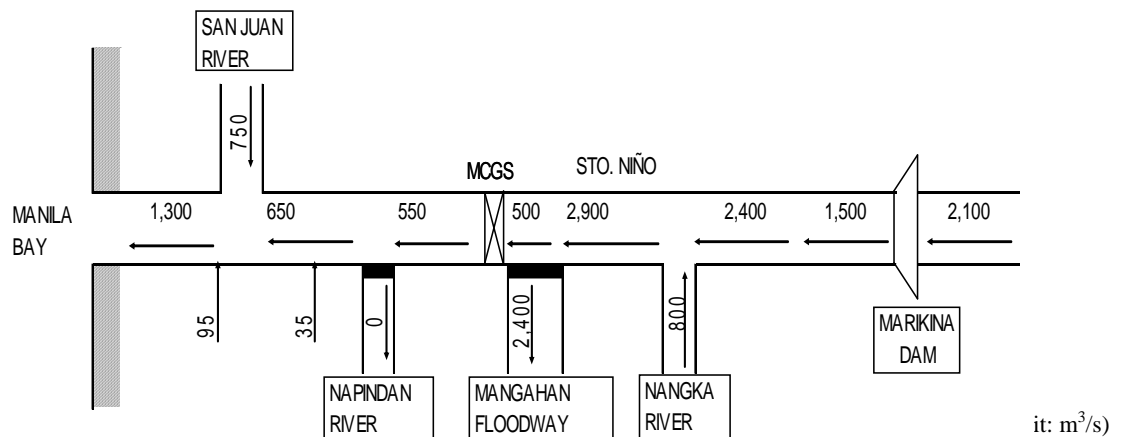 SAN JUAN
RIVER
750
MCGS
STO. NIÑO
MANILA
BAY
1,300
650
550
500
2,900
2,400
1,500
2,100
95
35
0
2,400
800
MARIKINA
DAM
NAPINDAN
RIVER
MANGAHAN
FLOODWAY
NANGKA
RIVER
it: m³/s)